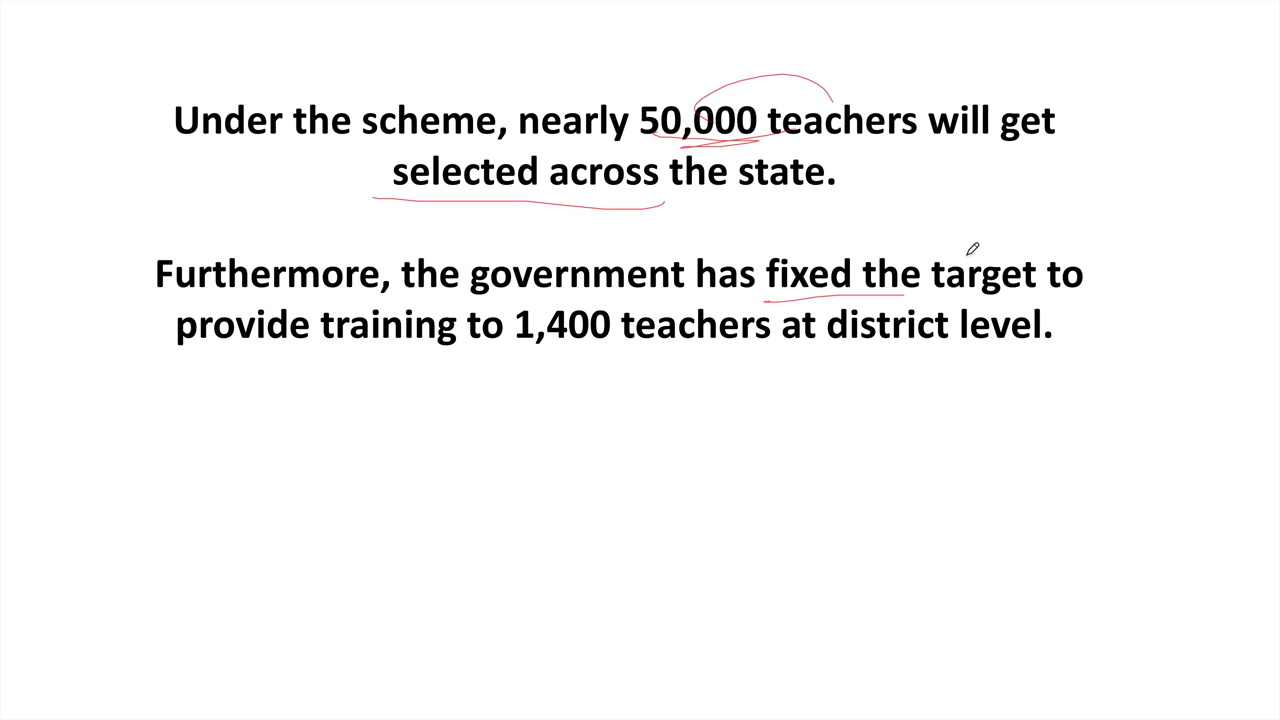 Under the scheme, nearly 50,000 teachers will get
selected across the state.
Furthermore, the government has fixed the target to
provide training to 1,400 teachers at district level.